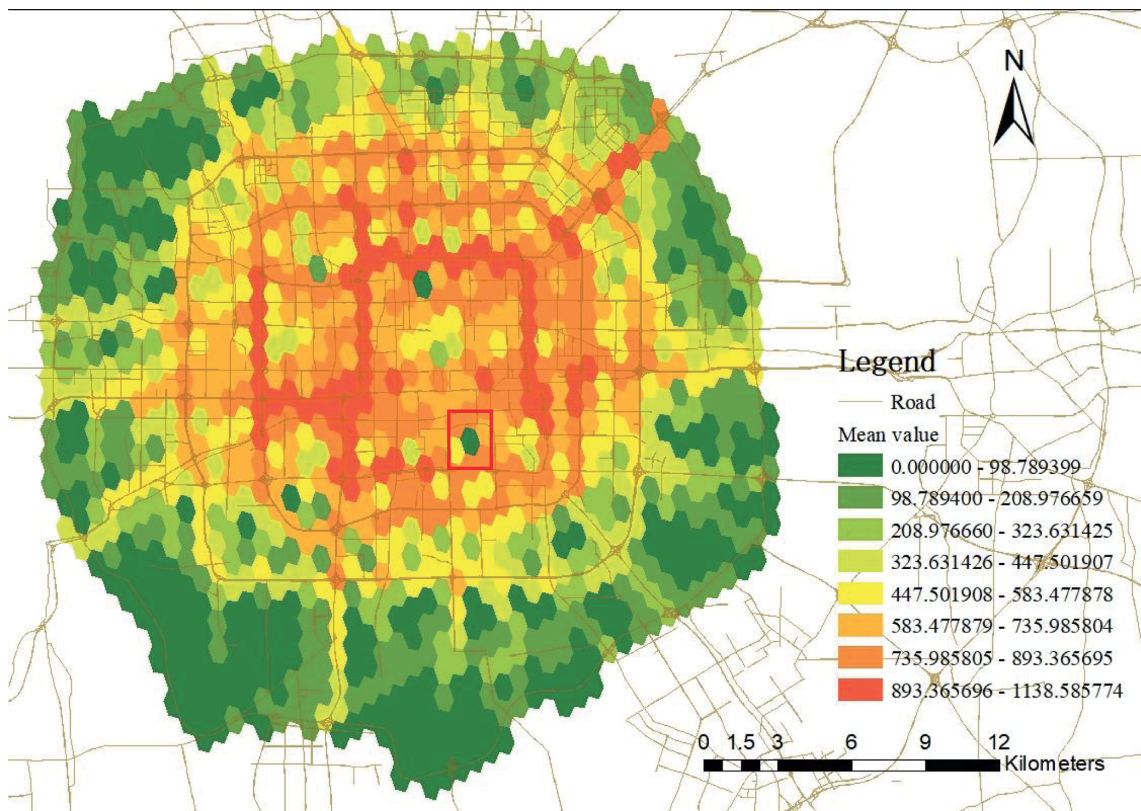 N
Legend
Road
Mean value
0.000000 - 98.789399
98.789400 - 208.976659
208.976660 - 323.631425
323.631426 - 447.501907
447.501908 - 583.477878
583.477879 - 735.985804
735.985805 - 893.365695
893.365696 - 1138.585774
0 1.5 3 6 9 12
Kilometers